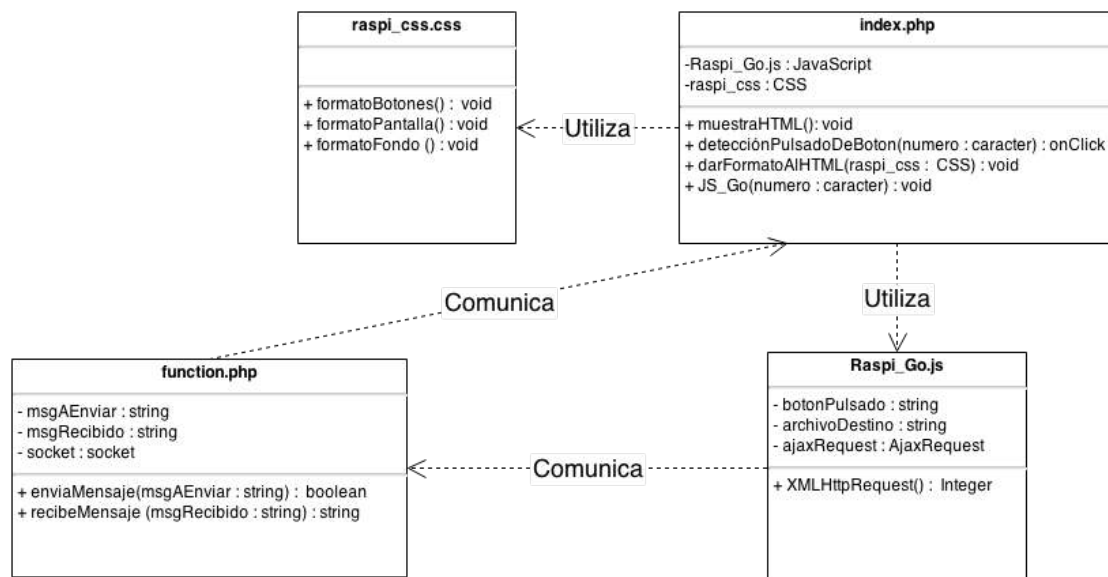 raspi_css.css
+ formatoBotones() : void
+ formatoPantalla() : void
+ formatoFondo () : void
index.php
-Raspi_Go.js : JavaScript
-raspi_css : CSS
+ muestraHTML(): void
+ detecciónPulsadoDeBoton(numero : caracter) : onClick
+ darFormatoAlHTML(raspi_css : CSS) : void
+ JS_Go(numero : caracter) : void
Utiliza
Comunica
Utiliza
function.php
- msgAEnviar : string
- msgRecibido : string
- socket : socket
+ enviaMensaje(msgAEnviar : string) : boolean
+ recibeMensaje (msgRecibido : string) : string
Comunica
Raspi_Go.js
- botonPulsado : string
- archivoDestino : string
- ajaxRequest : AjaxRequest
+ XMLHttpRequest() : Integer